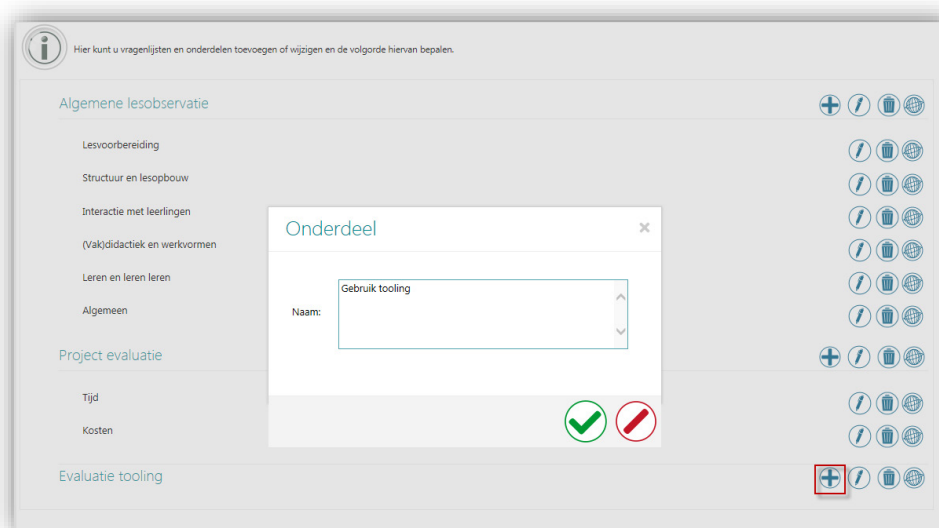 Hier kunt u vragenlijsten en onderdelen toevoegen of wijzigen en de volgorde hiervan bepalen.
Algemene lesobservatie
Lesvoorbereiding
Structuur en lesopbouw
Interactie met leerlingen
(Vak)didactiek en werkvormen
Leren en leren leren
Algemeen
Project evaluatie
Tijd
Kosten
Evaluatie tooling
Onderdeel
Naam:
Gebruik tooling